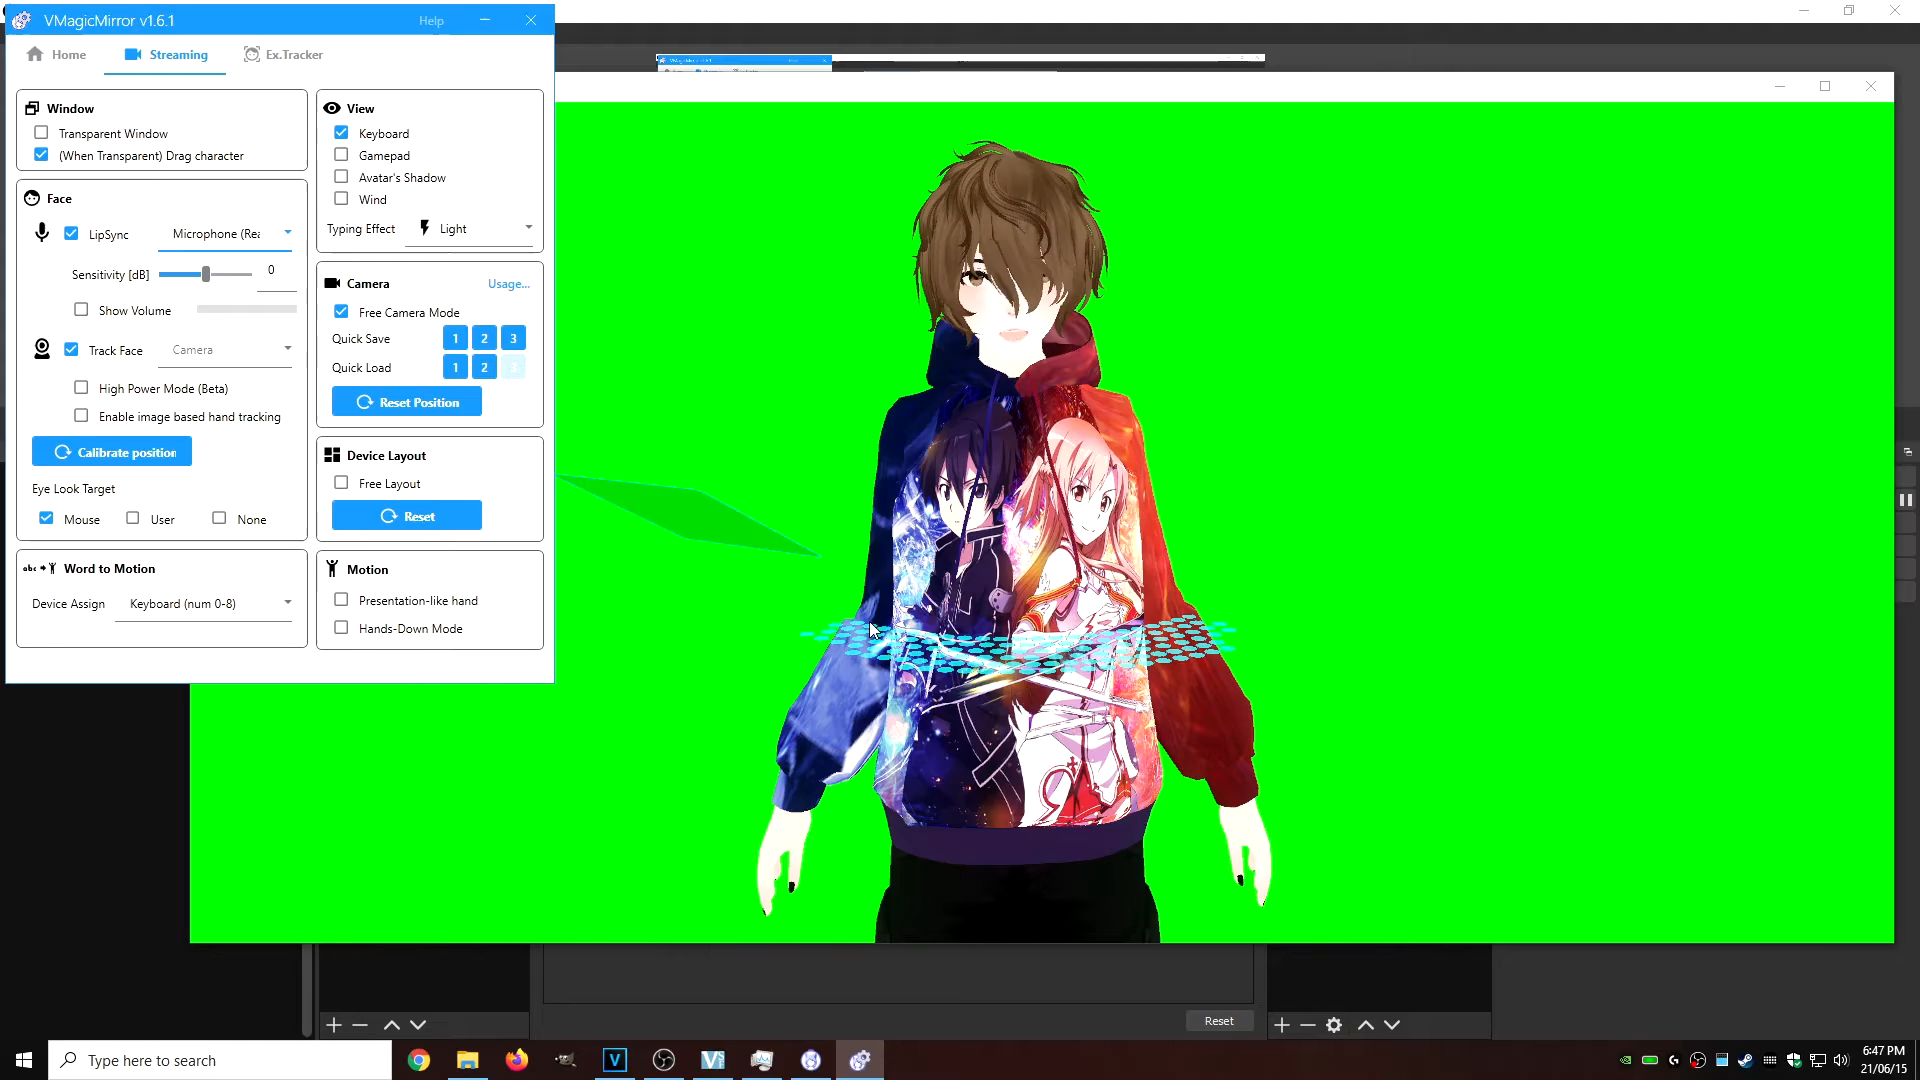 VMagicMirror v1.6.1
Help
Home
Streaming
Ex.Tracker
Window
Transparent Window
(When Transparent) Drag character
Face
LipSync
Microphone (Rea
Sensitivity [dB]
0
Show Volume
Track Face
Camera
High Power Mode (Beta)
Enable image based hand tracking
Calibrate position
Eye Look Target
Mouse
User
None
abc
Word to Motion
Device Assign
Keyboard (num 0-8)
View
Keyboard
Gamepad
Avatar's Shadow
Wind
Typing Effect
Light
Camera
Usage...
Free Camera Mode
Quick Save
1 2 3
Quick Load
1 2 3
Reset Position
Device Layout
Free Layout
Reset
Motion
Presentation-like hand
Hands-Down Mode
Reset
Type here to search
6:47 PM
21/06/15